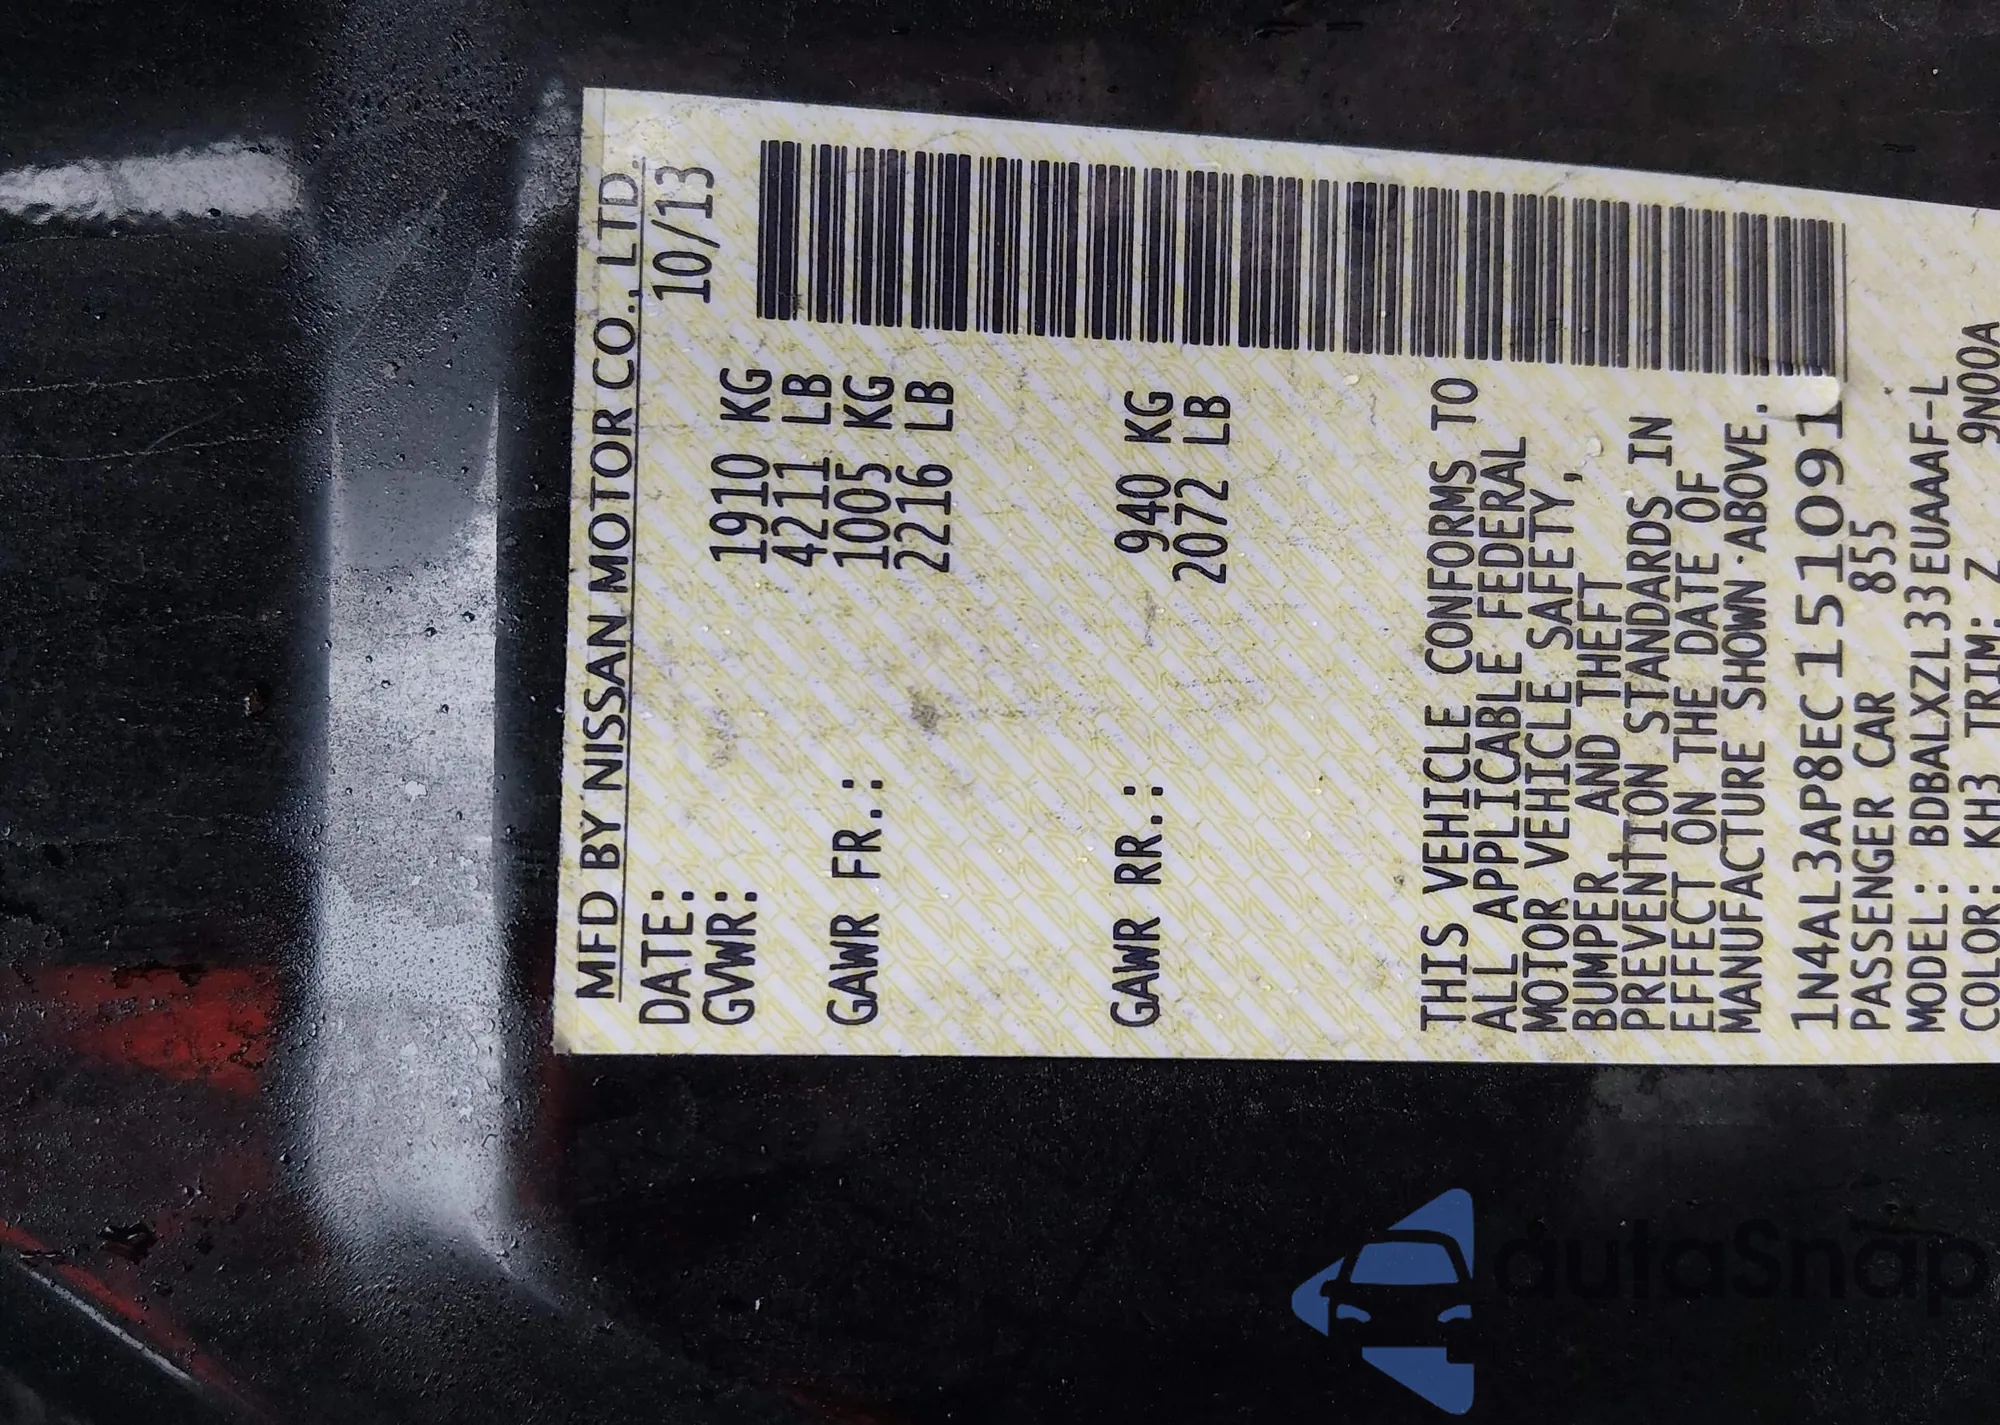 MFD BY NISSAN MOTOR CO., LTD.
DATE: 10/13
GVWR: 1910 KG
4211 LB
GAWR FR.: 1005 KG
2216 LB
GAWR RR.: 940 KG
2072 LB
THIS VEHICLE CONFORMS TO
ALL APPLICABLE FEDERAL
MOTOR VEHICLE SAFETY,
BUMPER, AND THEFT
PREVENTION STANDARDS IN
EFFECT ON THE DATE OF
MANUFACTURE SHOWN ABOVE.
1N4AL3AP8EC151091
PASSENGER CAR 855
MODEL: BDBALXZL33EUAAAF-L
COLOR: KH3 TRIM: Z 9N00A
autaSnap